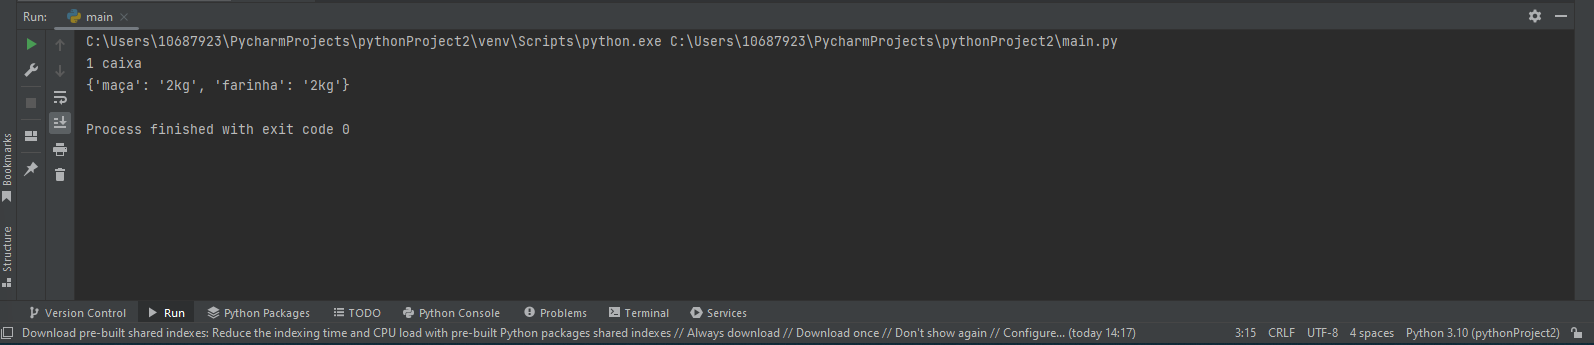 Run: main
C:\Users\10687923\PycharmProjects\pythonProject2\venv\Scripts\python.exe C:\Users\10687923\PycharmProjects\pythonProject2\main.py
1 caixa
{'maça': '2kg', 'farinha': '2kg'}
Process finished with exit code 0
Bookmarks
Structure
Version Control Run Python Packages TODO Python Console Problems Terminal Services
Download pre-built shared indexes: Reduce the indexing time and CPU load with pre-built Python packages shared indexes // Always download // Download once // Don't show again // Configure... (today 14:17) 3:15 CRLF UTF-8 4 spaces Python 3.10 (pythonProject2)